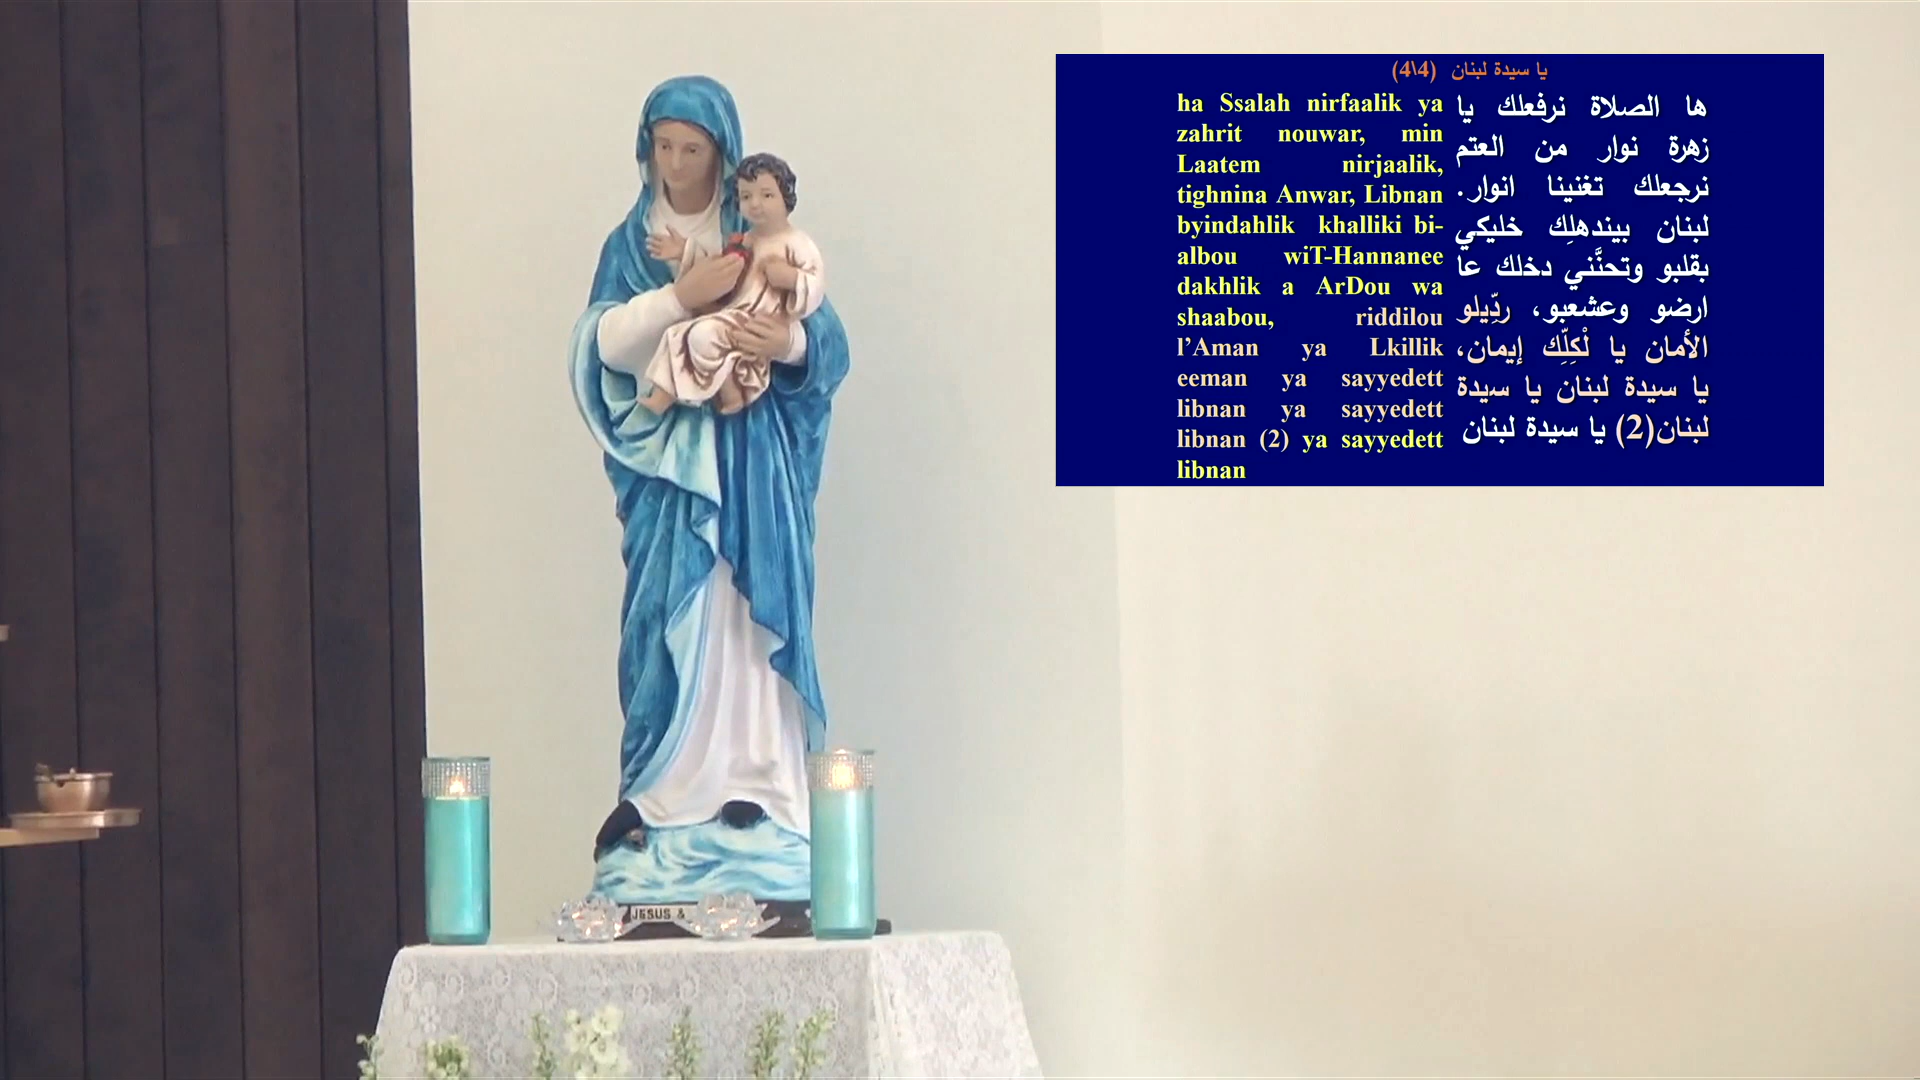 يا سيدة لبنان (4\4)
ha Ssalah nirfaalik ya
zahrit nouwar, min
Laatem nirjaalik,
tighnina Anwar, Libnan
byindahlik khalliki bi-
albou wiT-Hannanee
dakhlik a ArDou wa
shaabou, riddilou
l’Aman ya Lkillik
eeman ya sayyedett
libnan ya sayyedett
libnan (2) ya sayyedett
libnan
ها الصلاة نرفعلك يا
زهرة نوار من العتم
نرجعلك تغنينا انوار.
لبنان بيندهلِك خليكي
بقلبو وتحنَّني دخلك عا
ارضو وعشعبو، ردِّيلو
الأمان يا لْكِلِّك إيمان،
يا سيدة لبنان يا سيدة
لبنان(2) يا سيدة لبنان
JESUS &